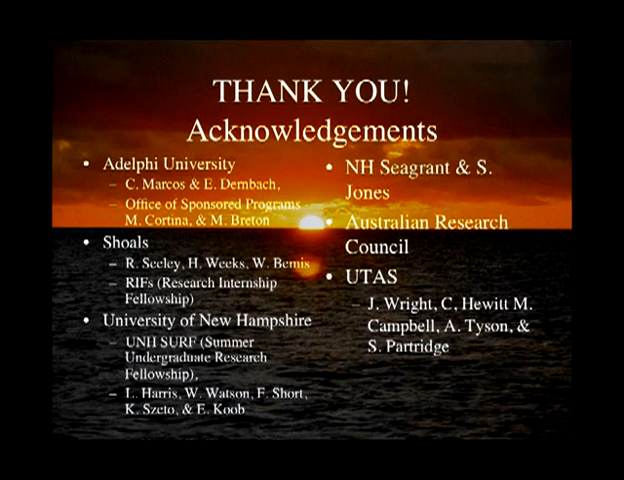 THANK YOU!
Acknowledgements
• Adelphi University
– C. Marcos & E. Dernbach,
– Office of Sponsored Programs
M. Cortina, & M. Breton
• Shoals
– R. Seeley, H. Weeks, W. Bemis
– RIFs (Research Internship
Fellowship)
• University of New Hampshire
– UNH SURF (Summer
Undergraduate Research
Fellowship),
– L. Harris, W. Watson, F. Short,
K. Szeto, & E. Koob
• NH Seagrant & S.
Jones
• Australian Research
Council
• UTAS
– J. Wright, C, Hewitt M.
Campbell, A. Tyson, &
S. Partridge